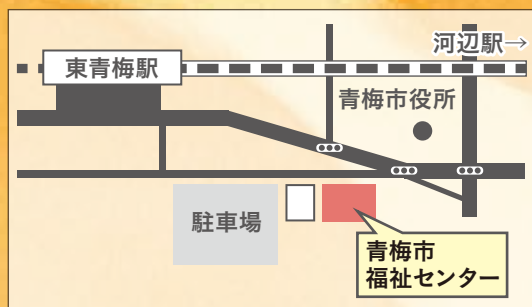 河辺駅→
東青梅駅
青梅市役所
駐車場
青梅市
福祉センター